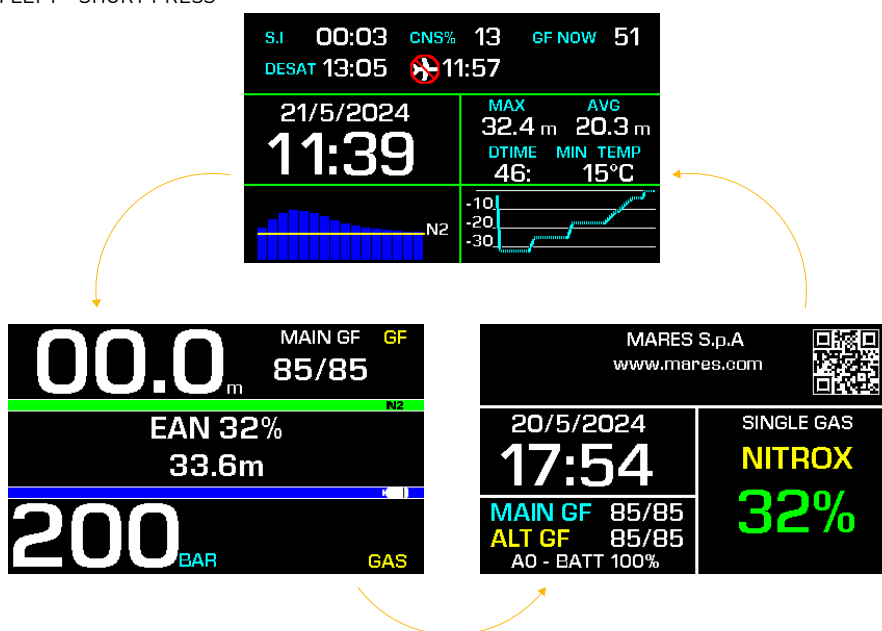 S.I 00:03 CNS% 13 GF NOW 51
DESAT 13:05 11:57
21/5/2024
11:39
MAX AVG
32.4 m 20.3 m
DTIME MIN TEMP
46: 15°C
N2
-10
-20
-30
00.0 m
MAIN GF GF
85/85
N2
EAN 32%
33.6m
200 BAR
GAS
MARES S.p.A
www.mares.com
20/5/2024
17:54
MAIN GF 85/85
ALT GF 85/85
A0 - BATT 100%
SINGLE GAS
NITROX
32%